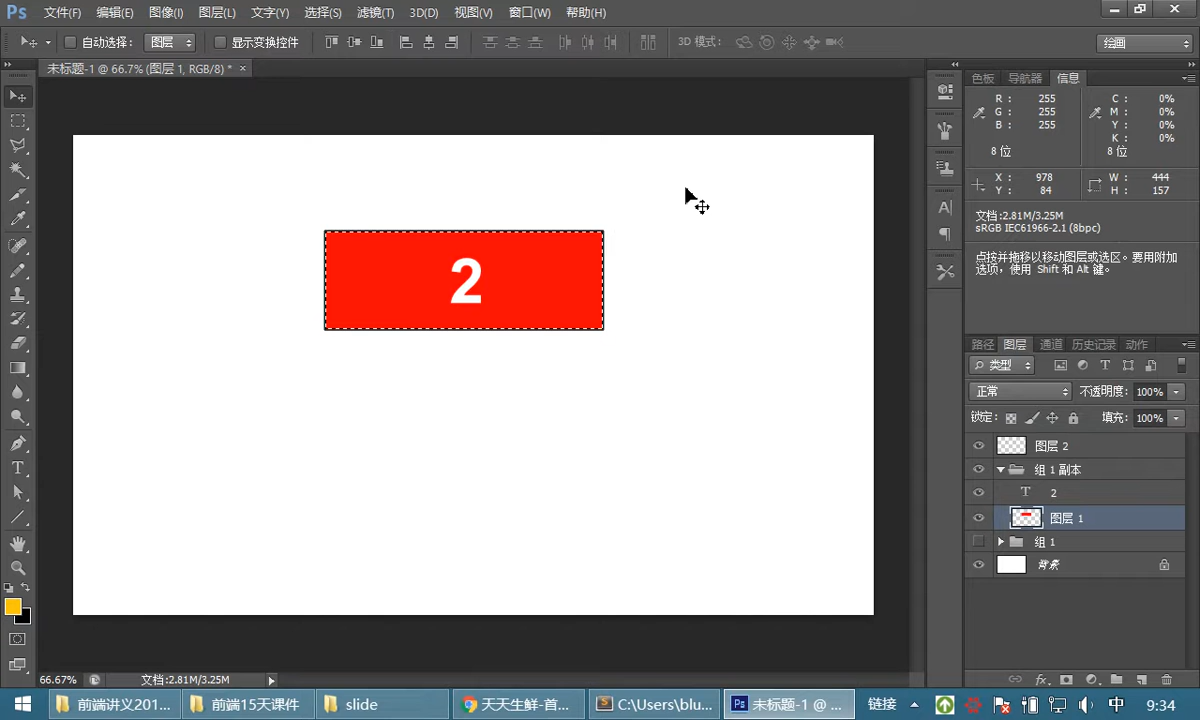 Ps 文件(F) 编辑(E) 图像(I) 图层(L) 文字(Y) 选择(S) 滤镜(T) 3D(D) 视图(V) 窗口(W) 帮助(H)
自动选择: 图层 显示变换控件 3D 模式: 绘画
未标题-1 @ 66.7% (图层 1, RGB/8) * ×
色板 导航器 信息
R: 255 C: 0%
G: 255 M: 0%
B: 255 Y: 0%
K: 0%
8 位 8 位
X: 978 W: 444
Y: 84 H: 157
文档:2.81M/3.25M
sRGB IEC61966-2.1 (8bpc)
点按并拖移以移动图层或选区。要用附加
选项，使用 Shift 和 Alt 键。
2
路径 图层 通道 历史记录 动作
类型
正常 不透明度: 100%
锁定: 填充: 100%
图层 2
组 1 副本
T 2
图层 1
组 1
背景
66.67% 文档:2.81M/3.25M
前端讲义201... 前端15天课件 slide 天天生鲜-首... C:\Users\blu... Ps 未标题-1 @ ... 链接 中 9:34